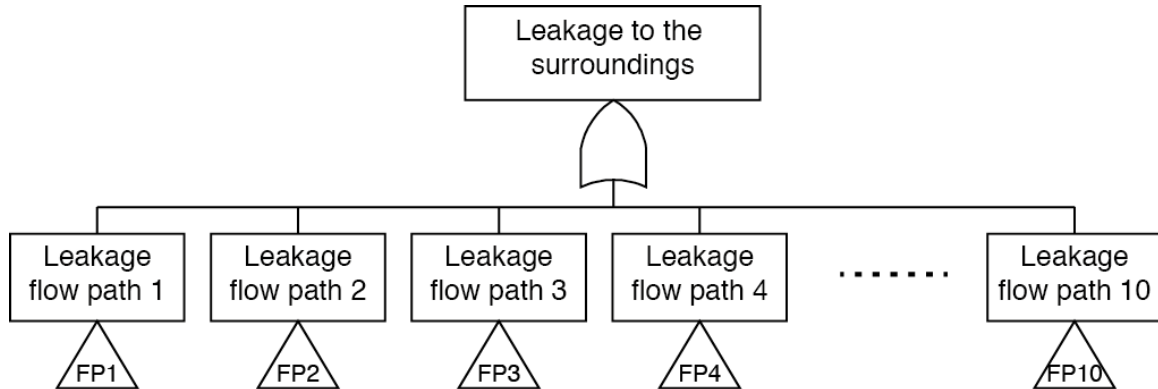 Leakage to the
surroundings
Leakage
flow path 1
Leakage
flow path 2
Leakage
flow path 3
Leakage
flow path 4
Leakage
flow path 10
FP1
FP2
FP3
FP4
FP10